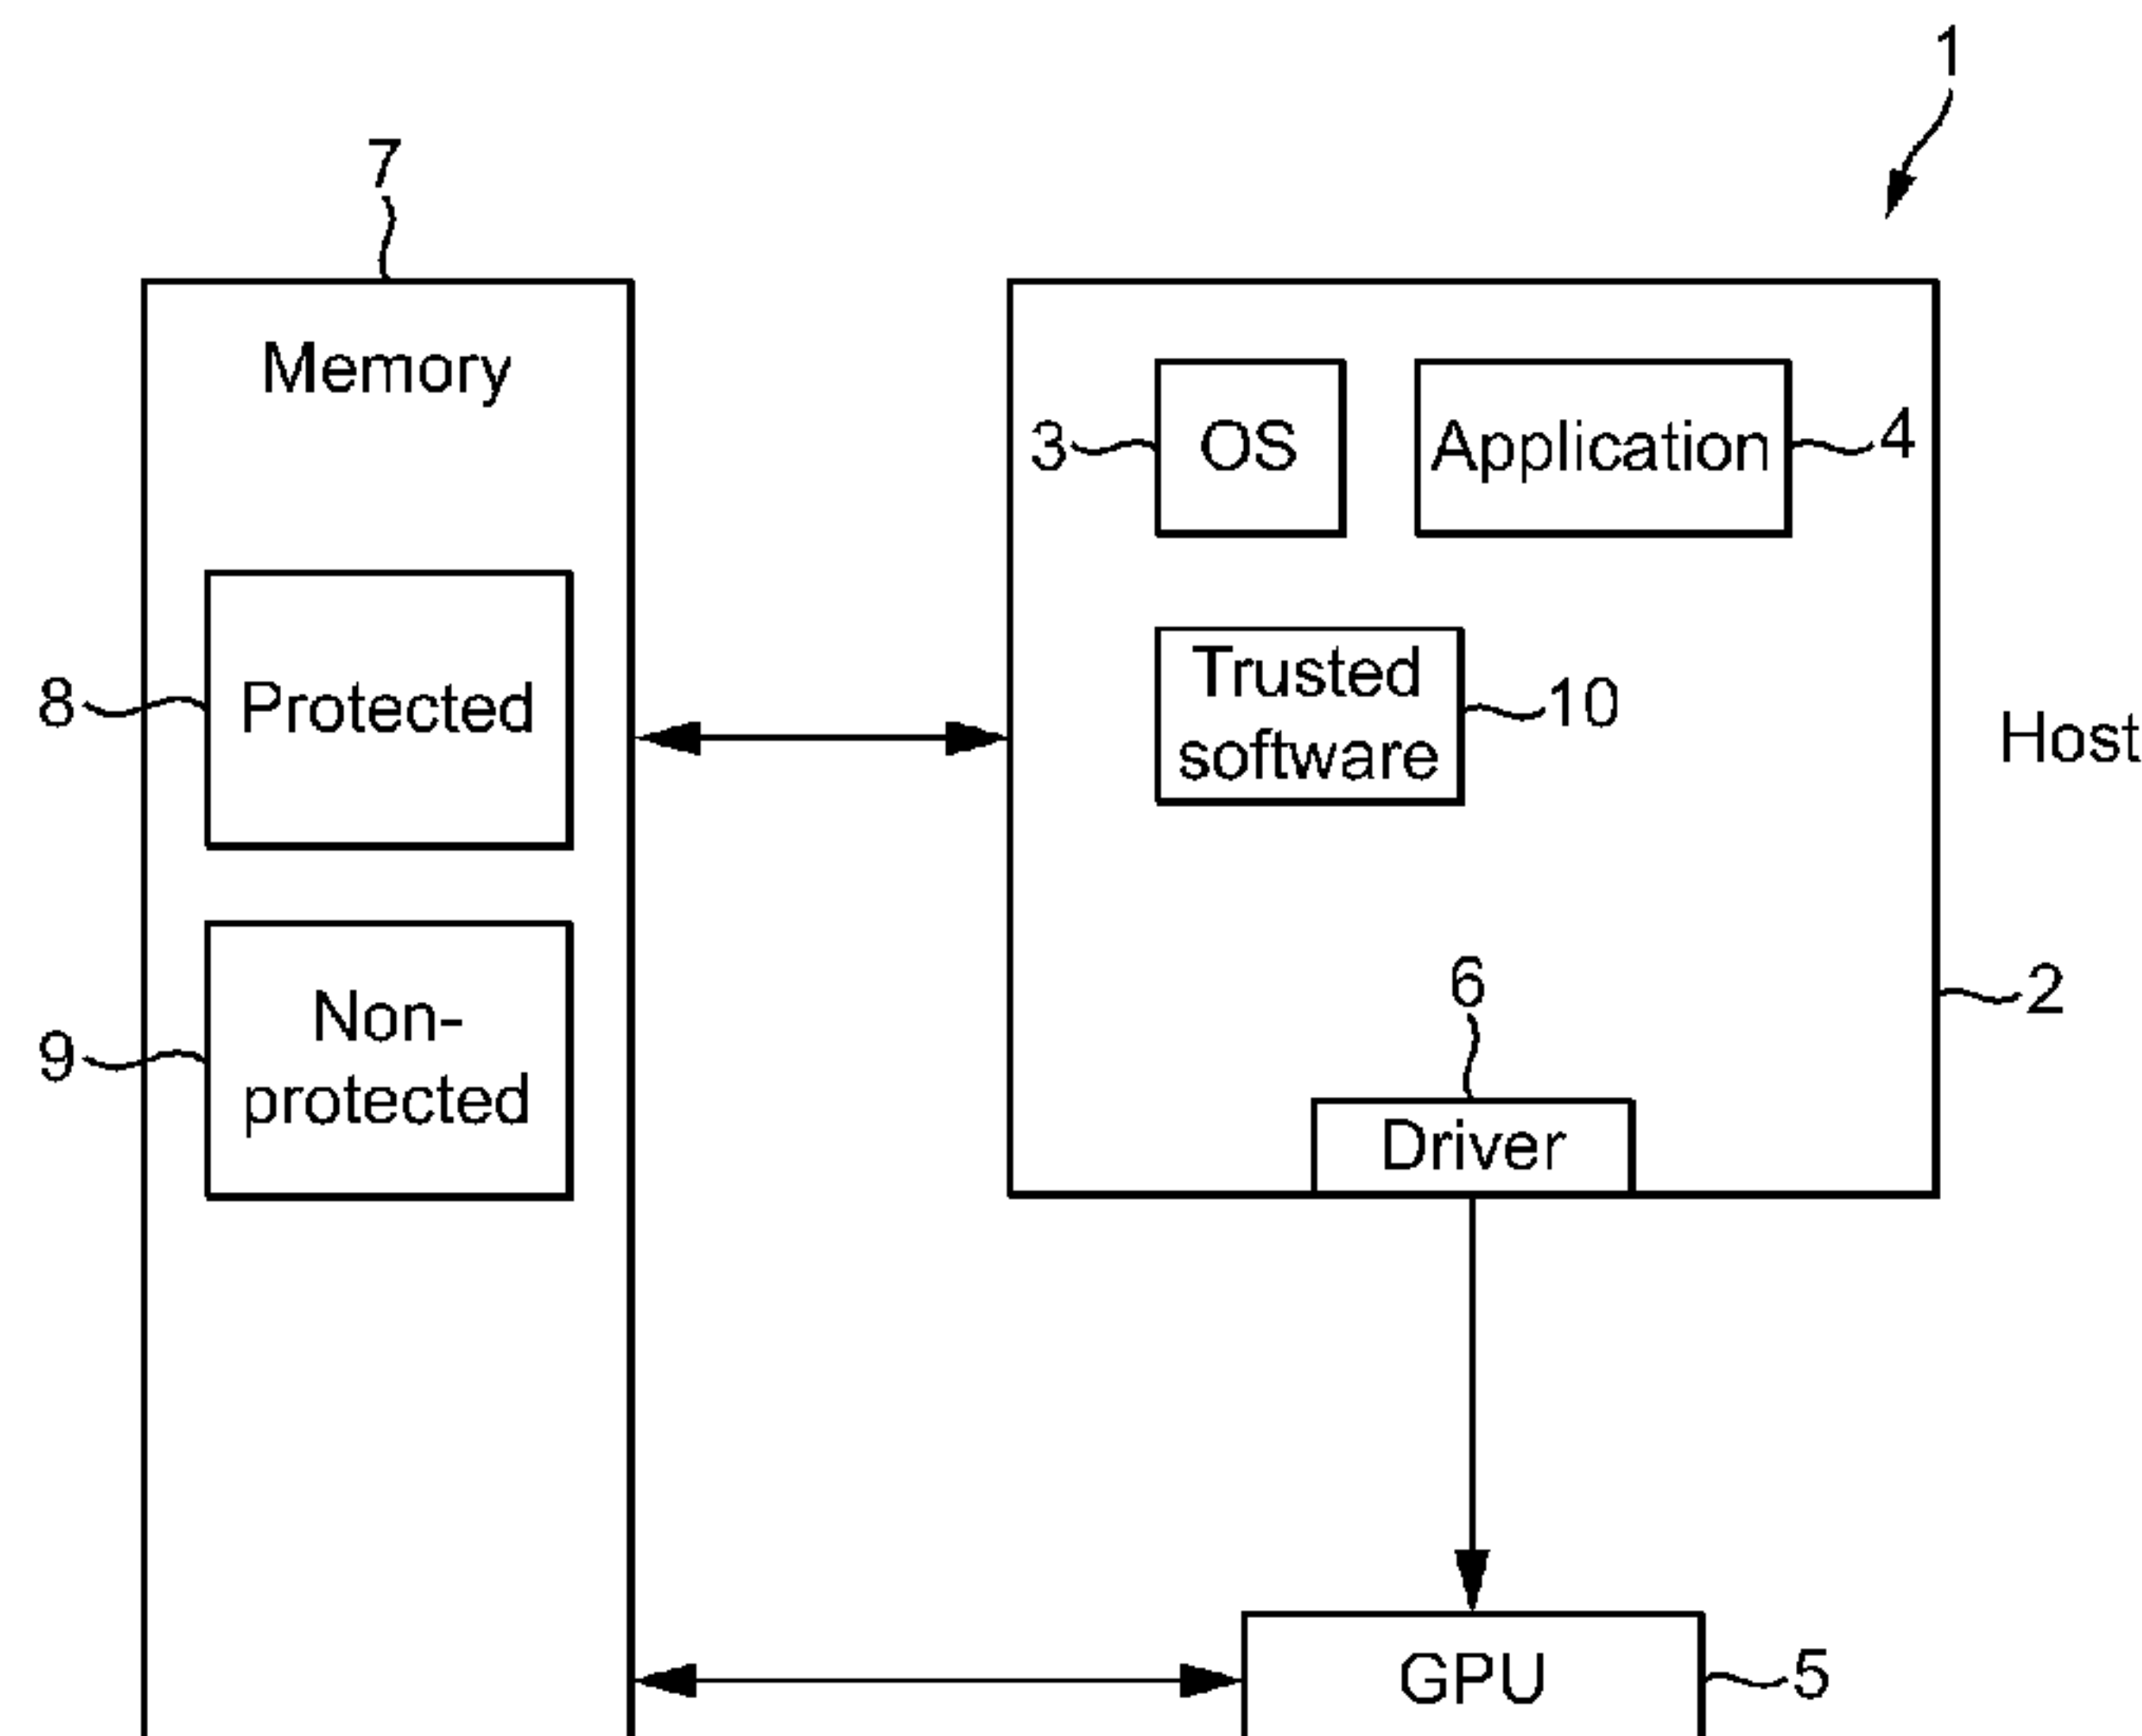 1
7
Memory
3
OS
Application
4
8
Protected
Trusted
software
10
Host
9
Non-
protected
6
2
Driver
GPU
5